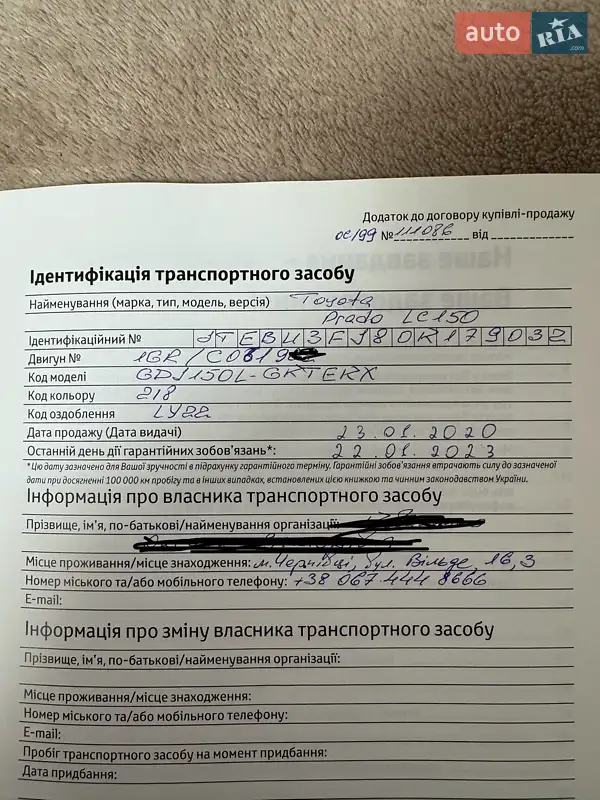 auto RIA.com
Додаток до договору купівлі-продажу
ос/99 № 111086 від
Ідентифікація транспортного засобу
Найменування (марка, тип, модель, версія) Toyota
Prado LC150
Ідентифікаційний № JTEBU3FJ80K179032
Двигун № 1GR/
Код моделі GDJ150L-GKTEKX
Код кольору 218
Код оздоблення LY22
Дата продажу (Дата видачі) 23.01.2020
Останній день дії гарантійних зобов'язань*: 22.01.2023
*Цю дату зазначено для Вашої зручності в підрахунку гарантійного терміну. Гарантійні зобов'язання втрачають силу до зазначеної
дати при досягненні 100 000 км пробігу та в інших випадках, встановлених цією книжкою та чинним законодавством України.
Інформація про власника транспортного засобу
Прізвище, ім'я, по-батькові/найменування організації:
Місце проживання/місце знаходження: м. Чернівці, вул. Вільде, 16, 3
Номер міського та/або мобільного телефону: +38 067 444 8666
E-mail:
Інформація про зміну власника транспортного засобу
Прізвище, ім'я, по-батькові/найменування організації:
Місце проживання/місце знаходження:
Номер міського та/або мобільного телефону:
E-mail:
Пробіг транспортного засобу на момент придбання:
Дата придбання: